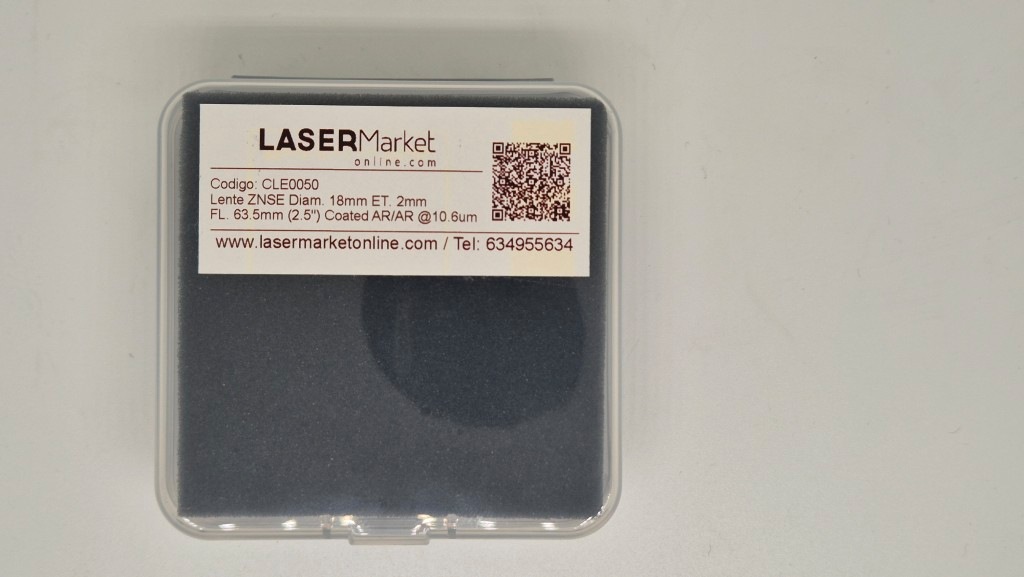 LASERMarket
online.com
Codigo: CLE0050
Lente ZNSE Diam. 18mm ET. 2mm
FL. 63.5mm (2.5") Coated AR/AR @10.6um
www.lasermarketonline.com / Tel: 634955634